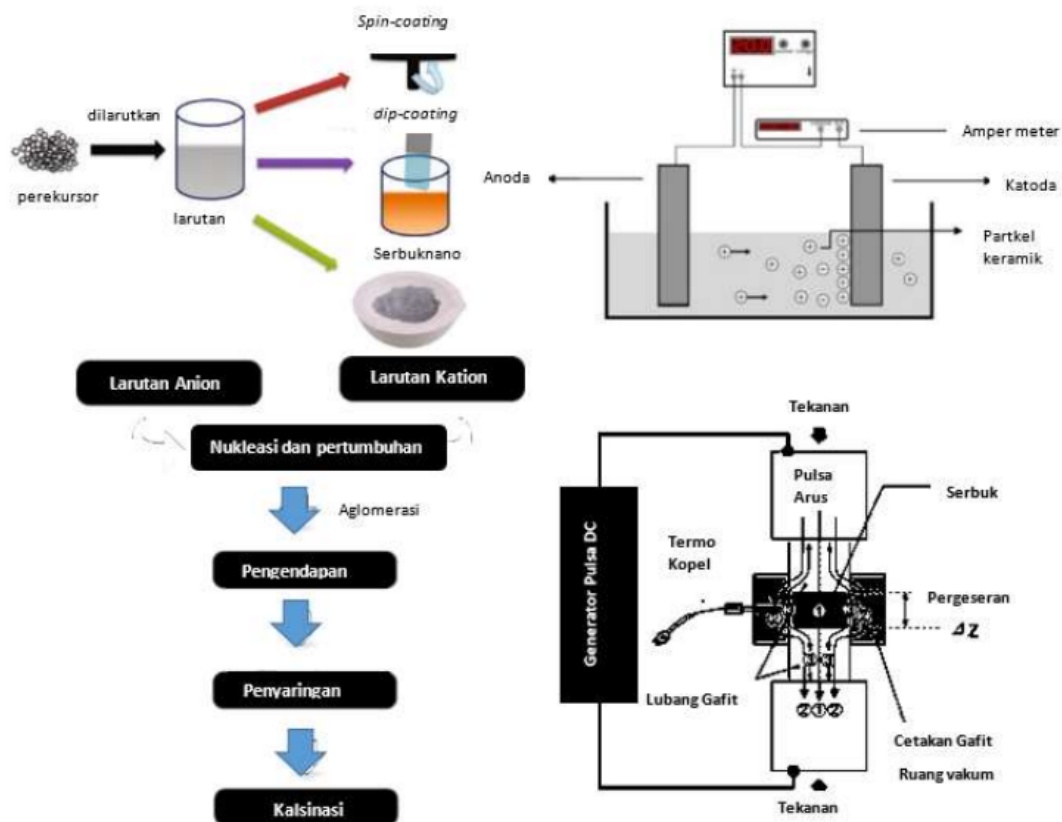 Spin-coating
dilarutkan
dip-coating
perekursor
larutan
Serbuknano
Amper meter
Anoda
Katoda
Partkel
keramik
Larutan Anion
Larutan Kation
Nukleasi dan pertumbuhan
Aglomerasi
Pengendapan
Penyaringan
Kalsinasi
Tekanan
Pulsa
Arus
Serbuk
Generator Pulsa DC
Termo
Kopel
①
Pergeseran
ΔZ
Lubang Gafit
②①②
Cetakan Gafit
Ruang vakum
Tekanan